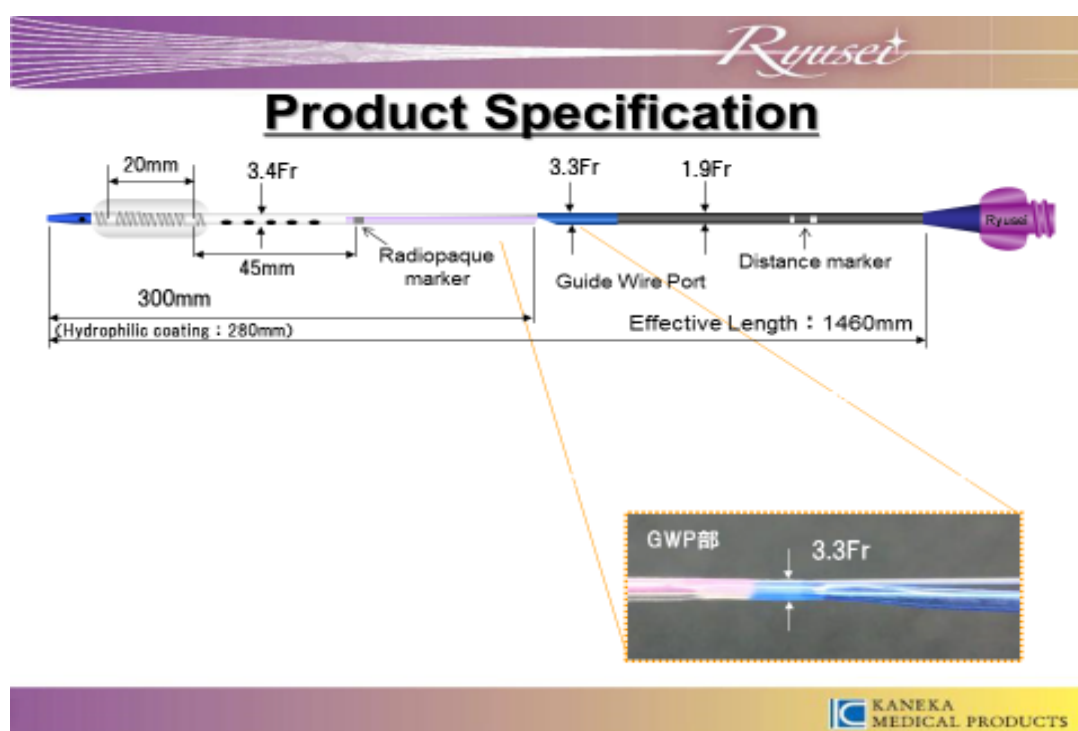 Ryusei
Product Specification
20mm
3.4Fr
3.3Fr
1.9Fr
Ryusei
45mm
Radiopaque
marker
Guide Wire Port
Distance marker
300mm
(Hydrophilic coating：280mm)
Effective Length：1460mm
GWP部
3.3Fr
KANEKA
MEDICAL PRODUCTS